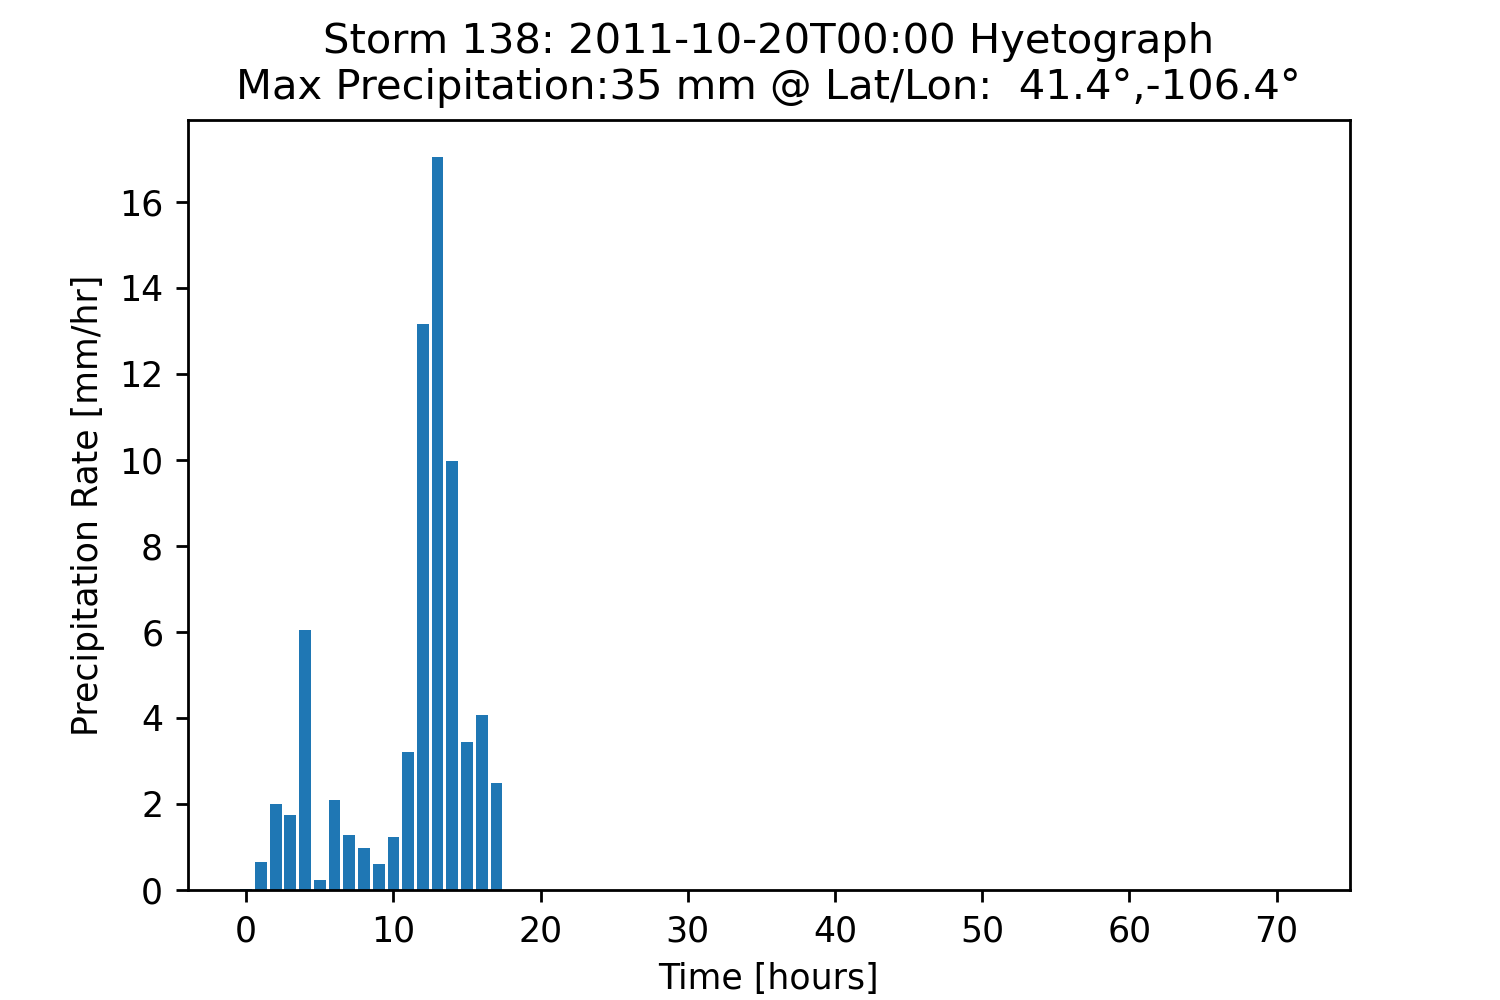 Storm 138: 2011-10-20T00:00 Hyetograph
Max Precipitation:35 mm @ Lat/Lon:  41.4°,-106.4°
Precipitation Rate [mm/hr]
16
14
12
10
8
6
4
2
0
0 10 20 30 40 50 60 70
Time [hours]